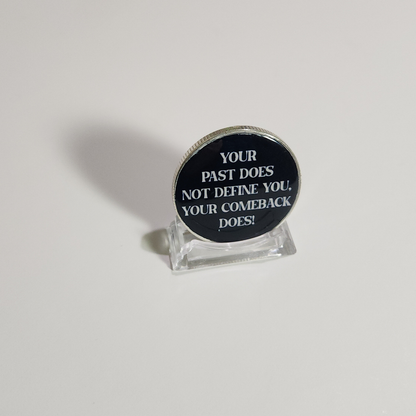 YOUR
PAST DOES
NOT DEFINE YOU.
YOUR COMEBACK
DOES!